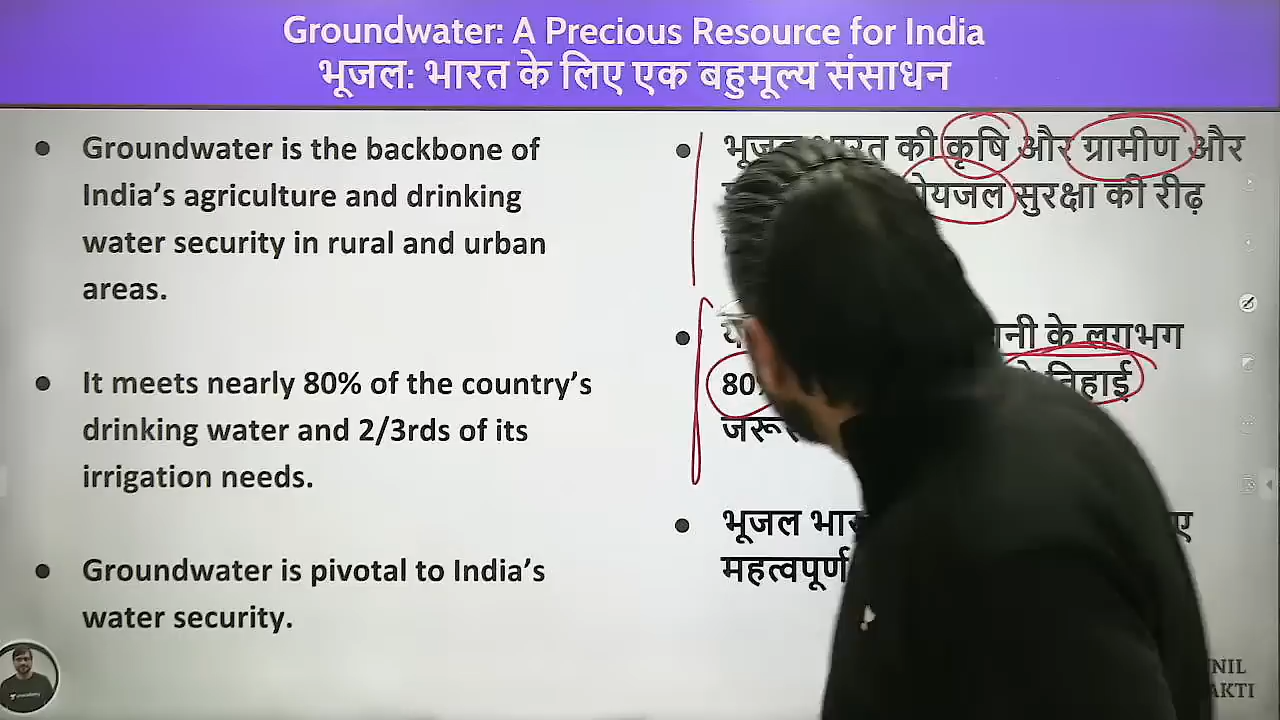 Groundwater: A Precious Resource for India
भूजल: भारत के लिए एक बहुमूल्य संसाधन
Groundwater is the backbone of
India’s agriculture and drinking
water security in rural and urban
areas.
It meets nearly 80% of the country’s
drinking water and 2/3rds of its
irrigation needs.
Groundwater is pivotal to India’s
water security.
की कृषि और ग्रामीण और
पेयजल सुरक्षा की रीढ़
के लगभग
तिहाई
भूजल
महत्वपूर्ण